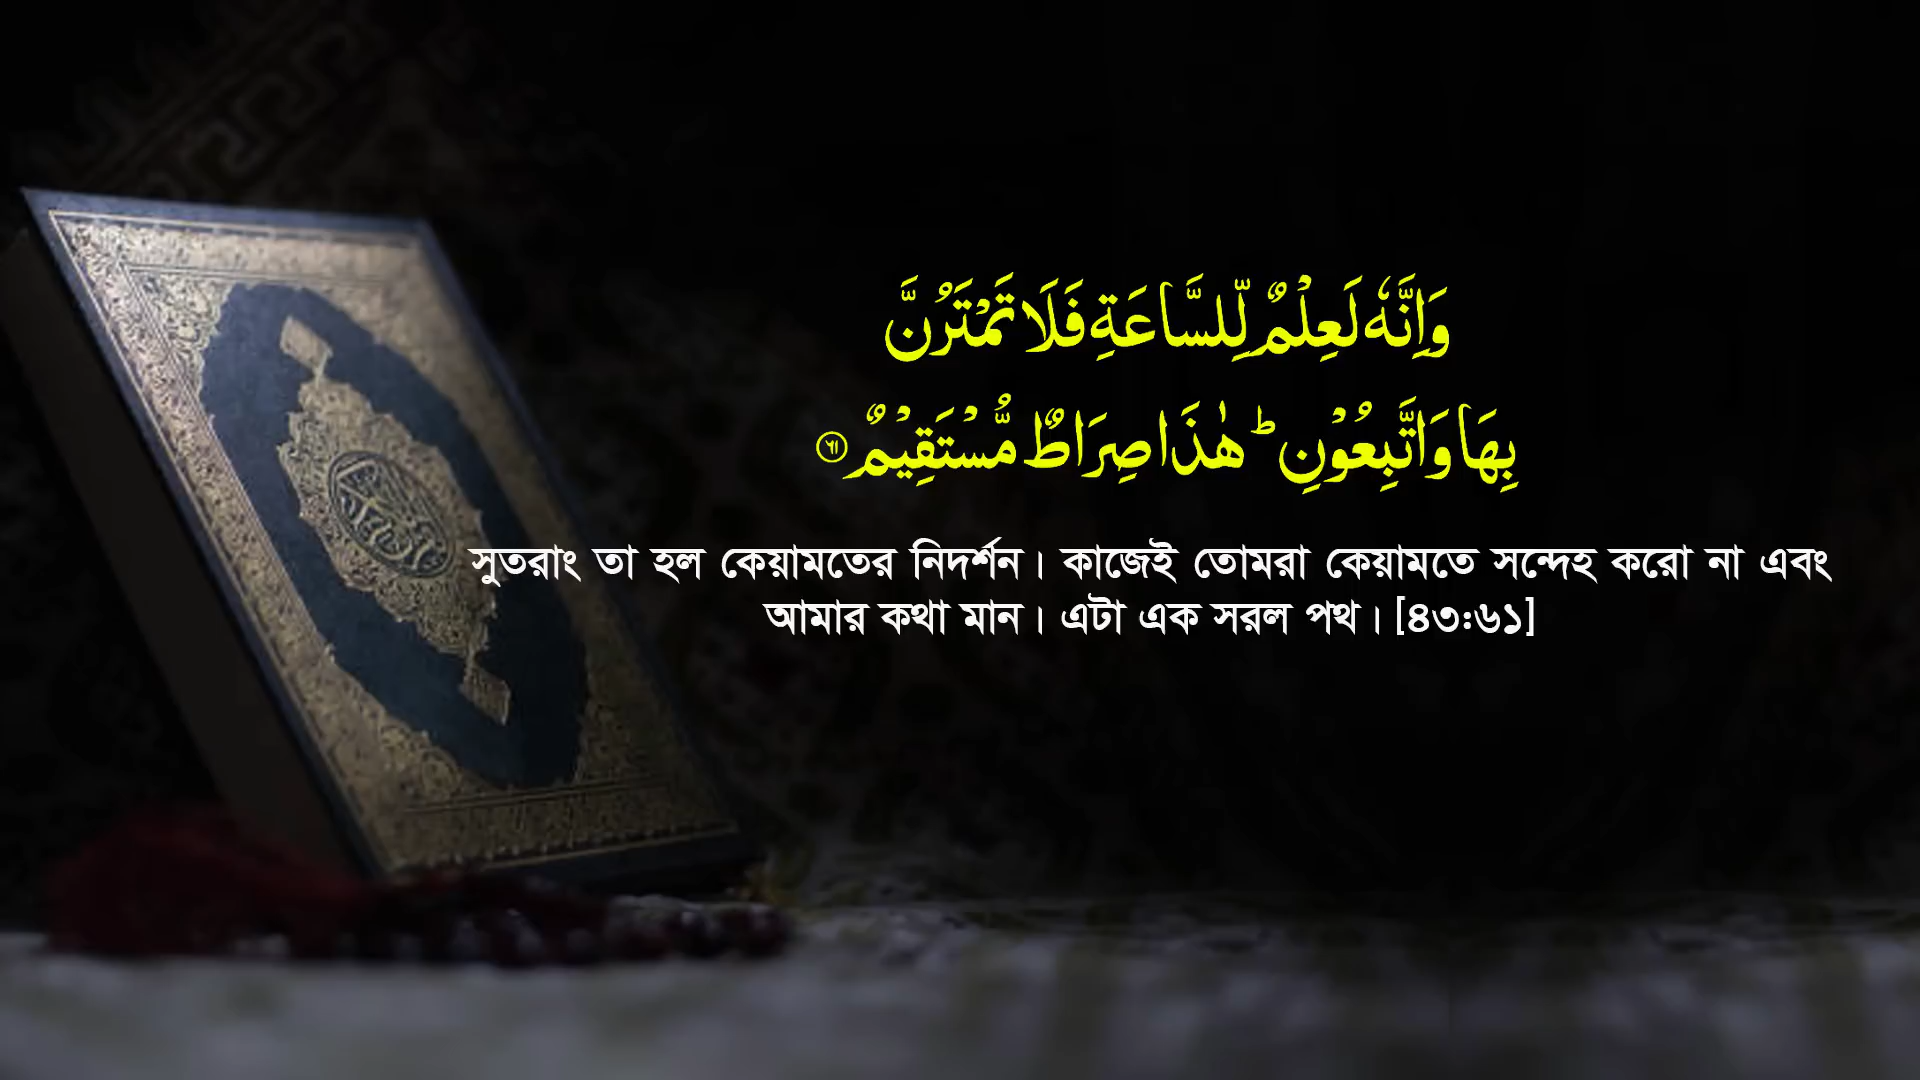 وَاِنَّهٗ لَعِلْمٌ لِّلسَّاعَةِ فَلَا تَمْتَرُنَّ
بِهَا وَاتَّبِعُوْنِ ؕ هٰذَا صِرَاطٌ مُّسْتَقِيْمٌ ۶۱
সুতরাং তা হল কেয়ামতের নিদর্শন। কাজেই তোমরা কেয়ামতে সন্দেহ করো না এবং
আমার কথা মান। এটা এক সরল পথ। [৪৩:৬১]